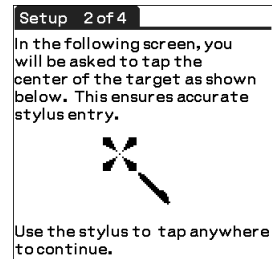 Setup 2 of 4
In the following screen, you
will be asked to tap the
center of the target as shown
below. This ensures accurate
stylus entry.
Use the stylus to tap anywhere
to continue.